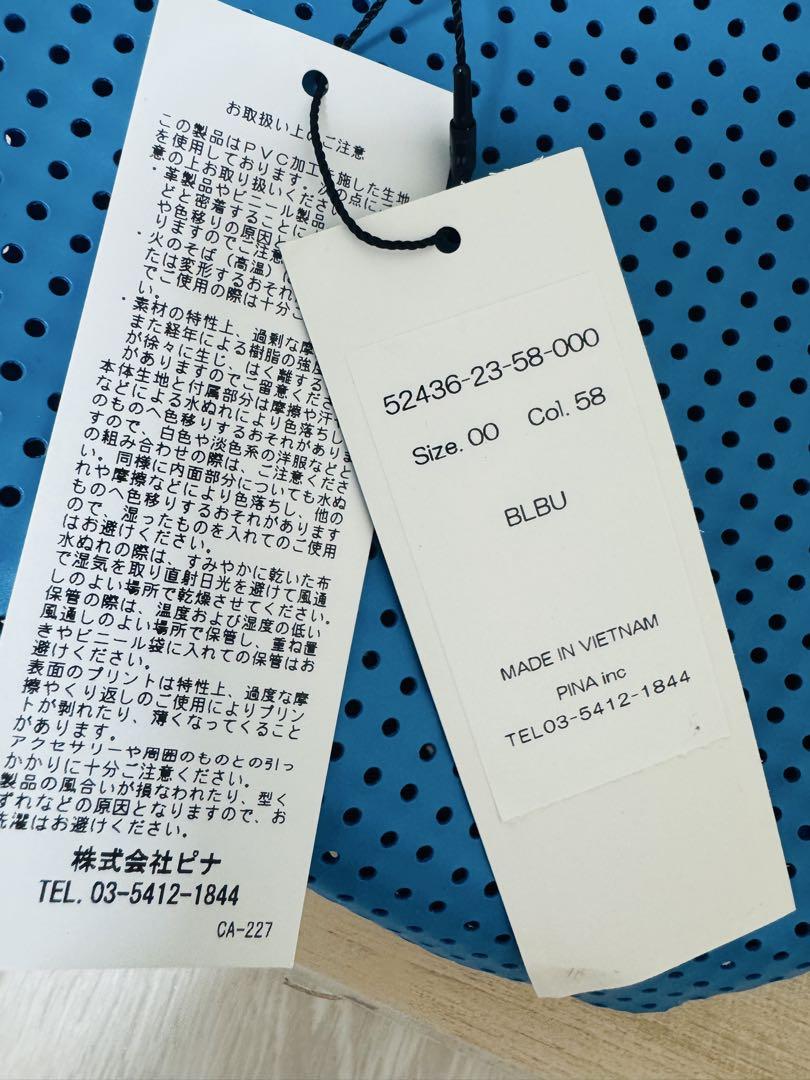 お取扱い上のご注意
この製品はPVC加工を施した生地
を使用しております。次の点にご
意の上お取り扱いください
・革製品やビニール製品
どと密着することに
や色移りの原因と
りますのでご注意
・火のそば(高温)
たは変形するおそれ
でご使用の際は十分ご
い。
・素材の特性上、過剰な摩
また経年による樹脂の強度
が徐々に生じ、はく離する
がありますのでご留意くださ
本体生地と付属部分は摩擦や汗
などによる水ぬれにより色落ちし
のものへ色移りするおそれがありま
すので、白色や淡色系の洋服などと
の組み合わせの際は、ご注意くださ
い。同様に内面部分についても水ぬ
れや摩擦などにより色落ちし、他の
ものへ色移りするおそれがあります
ので、湿ったものを入れてのご使用
はお避けください。
水ぬれの際は、すみやかに乾いた布
で湿気を取り直射日光を避けて風通
しのよい場所で乾燥させてください。
保管の際は、温度および湿度の低い
風通しのよい場所で保管し、重ね置
きやビニール袋に入れての保管はお
避けください。
表面のプリントは特性上、過度な摩
擦やくり返しのご使用によりプリン
トが剥れたり、薄くなってくること
があります。
アクセサリーや周囲のものとの引っ
かかりに十分ご注意ください。
製品の風合いが損なわれたり、型く
ずれなどの原因となりますので、お
洗濯はお避けください。
株式会社ピナ
TEL. 03-5412-1844
CA-227
52436-23-58-000
Size. 00 Col. 58
BLBU
MADE IN VIETNAM
PINA inc
TEL03-5412-1844